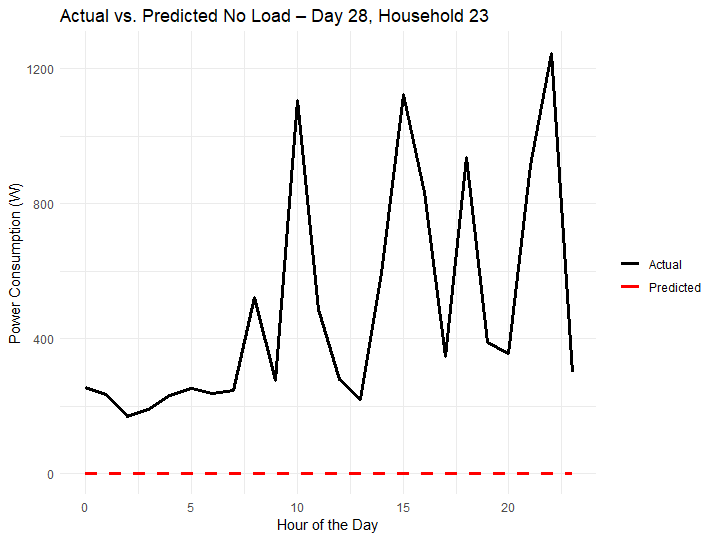 Actual vs. Predicted No Load – Day 28, Household 23
Power Consumption (W)
1200
800
400
0
0 5 10 15 20
Hour of the Day
Actual
Predicted